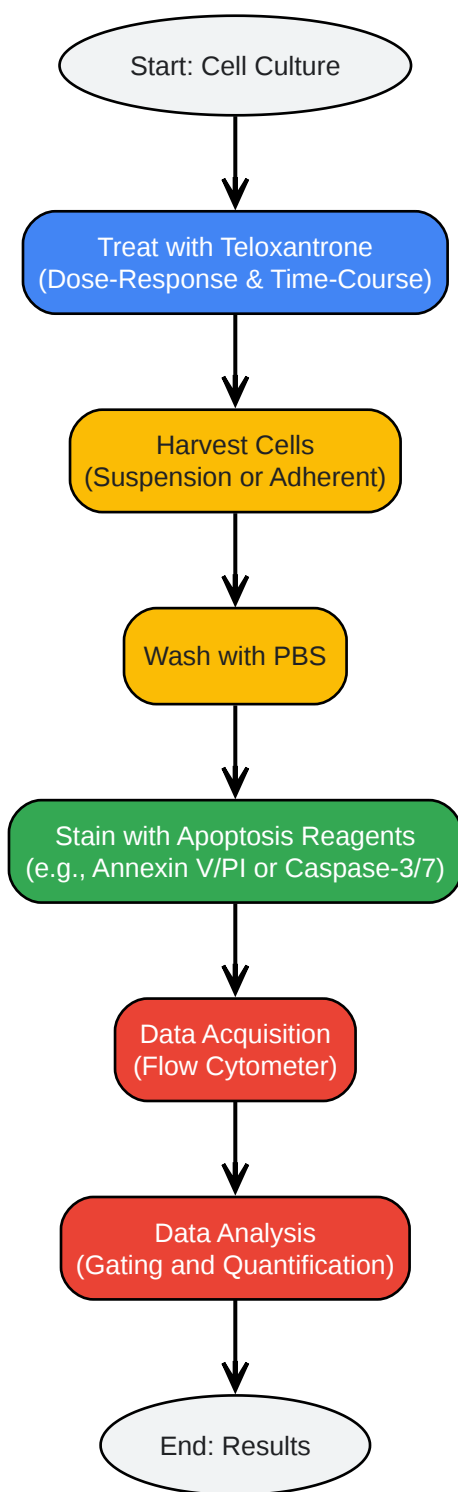 Start: Cell Culture
Treat with Teloxantrone
(Dose-Response & Time-Course)
Harvest Cells
(Suspension or Adherent)
Wash with PBS
Stain with Apoptosis Reagents
(e.g., Annexin V/PI or Caspase-3/7)
Data Acquisition
(Flow Cytometer)
Data Analysis
(Gating and Quantification)
End: Results